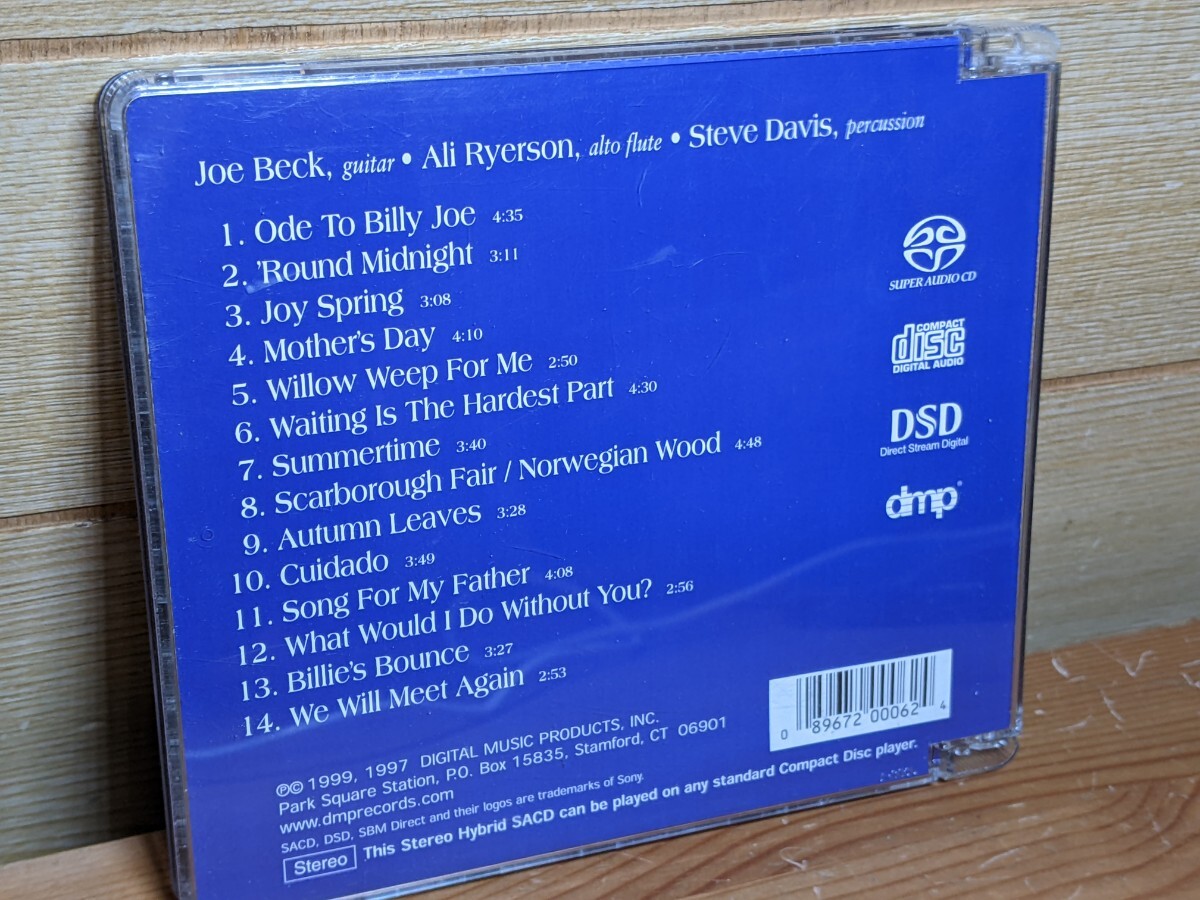 Joe Beck, guitar • Ali Ryerson, alto flute • Steve Davis, percussion
1. Ode To Billy Joe 4:35
2. 'Round Midnight 3:11
3. Joy Spring 3:08
4. Mother's Day 4:10
5. Willow Weep For Me 2:50
6. Waiting Is The Hardest Part 4:30
7. Summertime 3:40
8. Scarborough Fair / Norwegian Wood 4:48
9. Autumn Leaves 3:28
10. Cuidado 3:49
11. Song For My Father 4:08
12. What Would I Do Without You? 2:56
13. Billie's Bounce 3:27
14. We Will Meet Again 2:53
SUPER AUDIO CD
COMPACT
disc
DIGITAL AUDIO
DSD
Direct Stream Digital
dmp®
0 89672 00062 4
℗© 1999, 1997 DIGITAL MUSIC PRODUCTS, INC.
Park Square Station, P.O. Box 15835, Stamford, CT 06901
www.dmprecords.com
SACD, DSD, SBM Direct and their logos are trademarks of Sony.
Stereo This Stereo Hybrid SACD can be played on any standard Compact Disc player.